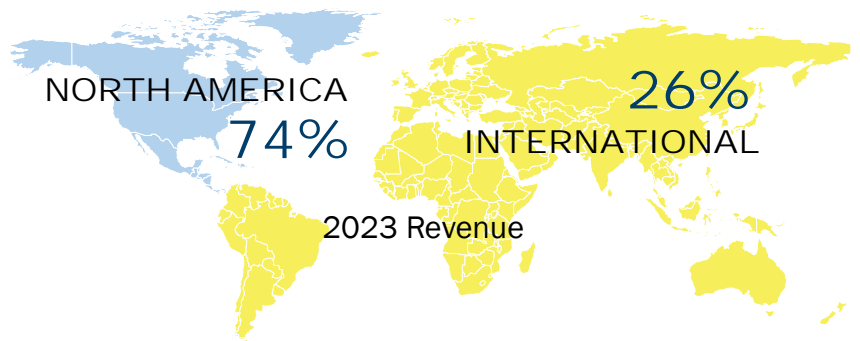 NORTH AMERICA
74%
26%
INTERNATIONAL
2023 Revenue